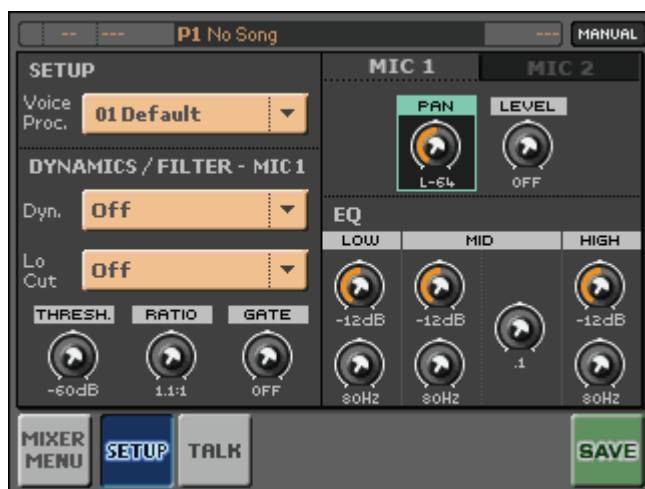 -- --- P1 No Song --- MANUAL
SETUP
Voice Proc. 01 Default
DYNAMICS / FILTER - MIC 1
Dyn. Off
Lo Cut Off
THRESH. RATIO GATE
-60dB 1.1:1 OFF
MIC 1 MIC 2
PAN LEVEL
L-64 OFF
EQ
LOW MID HIGH
-12dB -12dB .1 -12dB
80Hz 80Hz 80Hz
MIXER MENU SETUP TALK SAVE